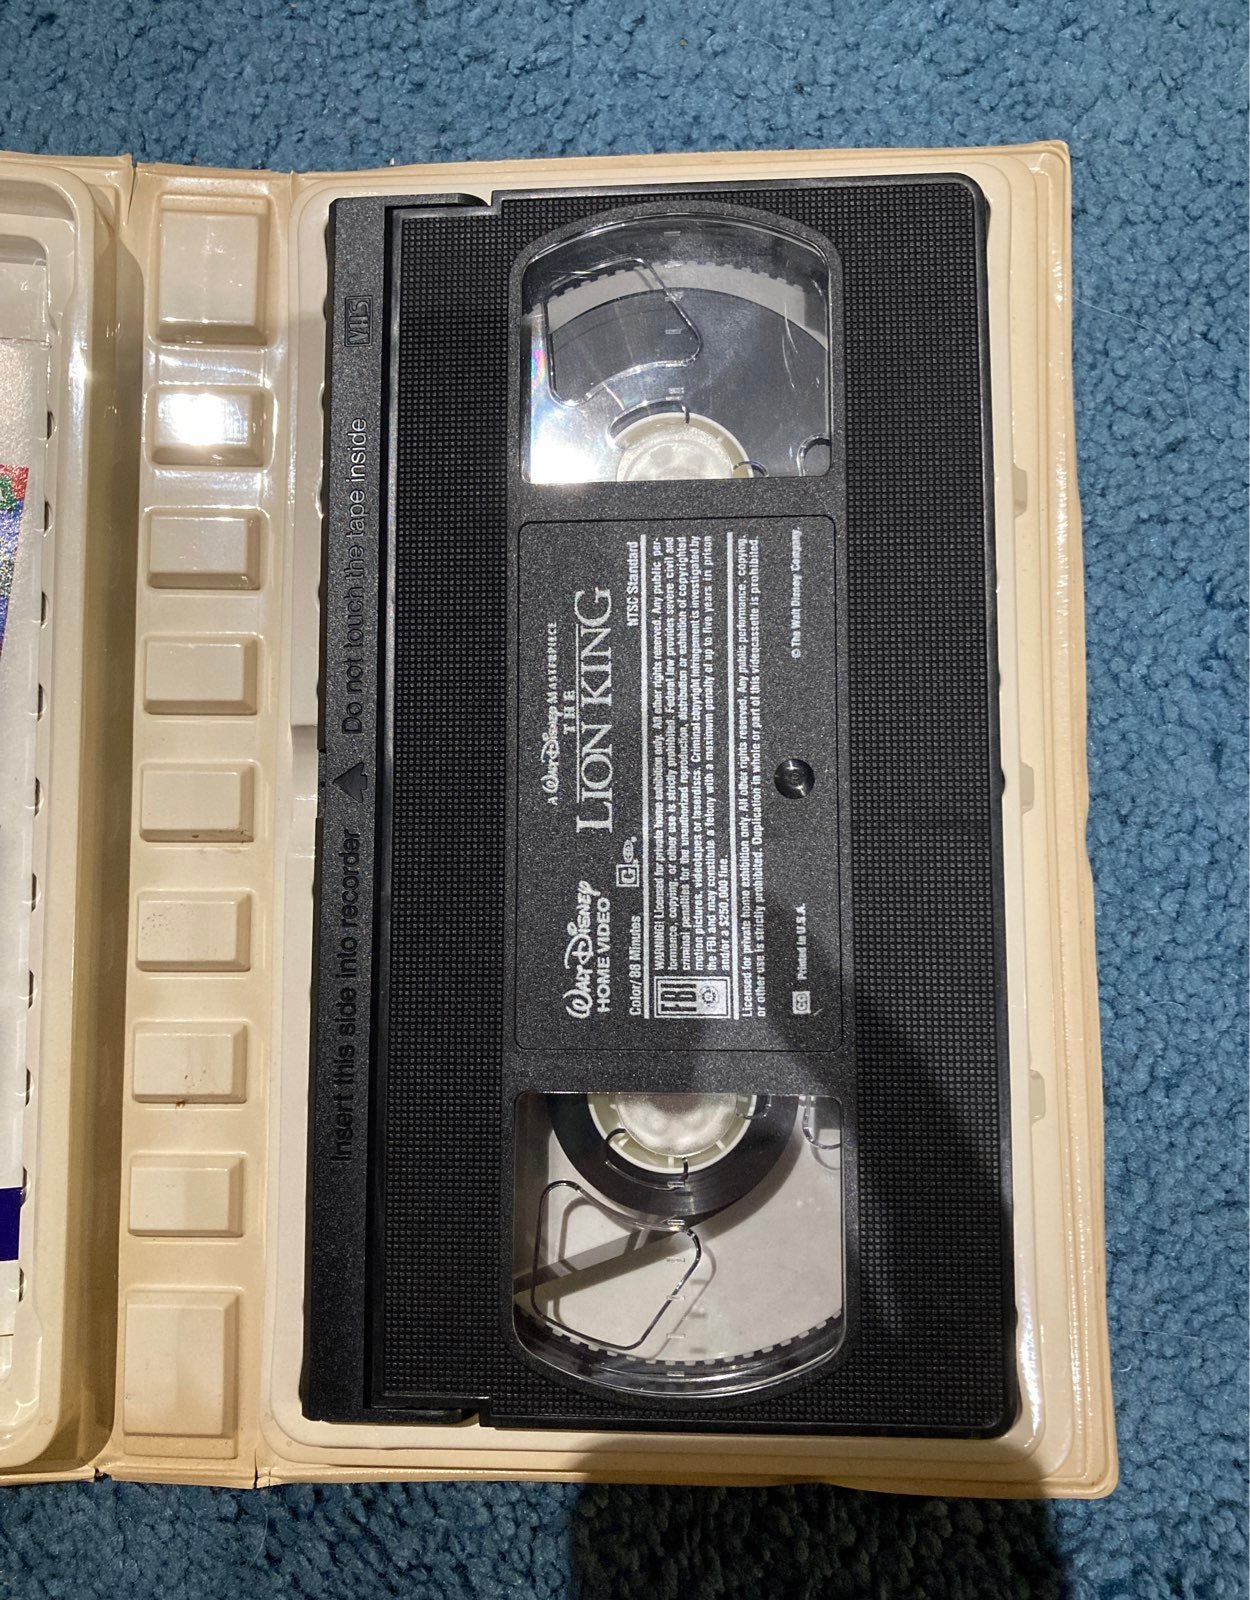 Insert this side into recorder ▲ Do not touch the tape inside M15
WALT DISNEY
HOME VIDEO
A WALT DISNEY MASTERPIECE
THE
LION KING
Color/ 88 Minutes
G
NTSC Standard
FBI
WARNING! Licensed for private home exhibition only. All other rights reserved. Any public per-
formance, copying, or other use is strictly prohibited. Federal law provides severe civil and
criminal penalties for the unauthorized reproduction, distribution or exhibition of copyrighted
motion pictures, videotapes or laserdiscs. Criminal copyright infringement is investigated by
the FBI and may constitute a felony with a maximum penalty of up to five years in prison
and/or a $250,000 fine.
Licensed for private home exhibition only. All other rights reserved. Any public performance, copying,
or other use is strictly prohibited. Duplication in whole or part of this videocassette is prohibited.
CC Printed in U.S.A. © The Walt Disney Company.